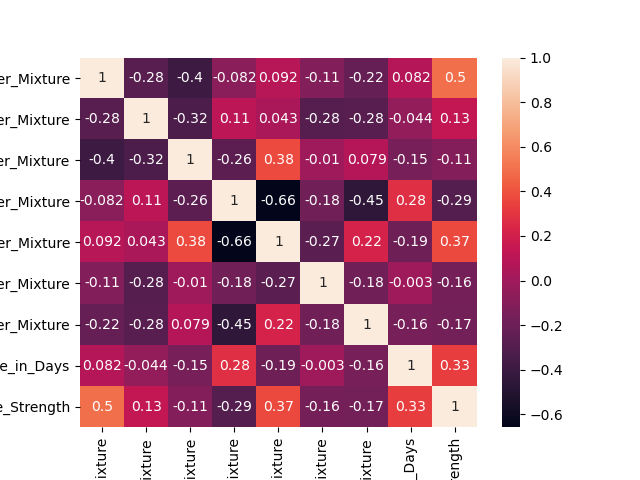 er_Mixture 1 -0.28 -0.4 -0.082 0.092 -0.11 -0.22 0.082 0.5
er_Mixture -0.28 1 -0.32 0.11 0.043 -0.28 -0.28 -0.044 0.13
er_Mixture -0.4 -0.32 1 -0.26 0.38 -0.01 0.079 -0.15 -0.11
er_Mixture -0.082 0.11 -0.26 1 -0.66 -0.18 -0.45 0.28 -0.29
er_Mixture 0.092 0.043 0.38 -0.66 1 -0.27 0.22 -0.19 0.37
er_Mixture -0.11 -0.28 -0.01 -0.18 -0.27 1 -0.18 -0.003 -0.16
er_Mixture -0.22 -0.28 0.079 -0.45 0.22 -0.18 1 -0.16 -0.17
e_in_Days 0.082 -0.044 -0.15 0.28 -0.19 -0.003 -0.16 1 0.33
e_Strength 0.5 0.13 -0.11 -0.29 0.37 -0.16 -0.17 0.33 1
ixture ixture ixture ixture ixture ixture ixture _Days ength
1.0
0.8
0.6
0.4
0.2
0.0
−0.2
−0.4
−0.6